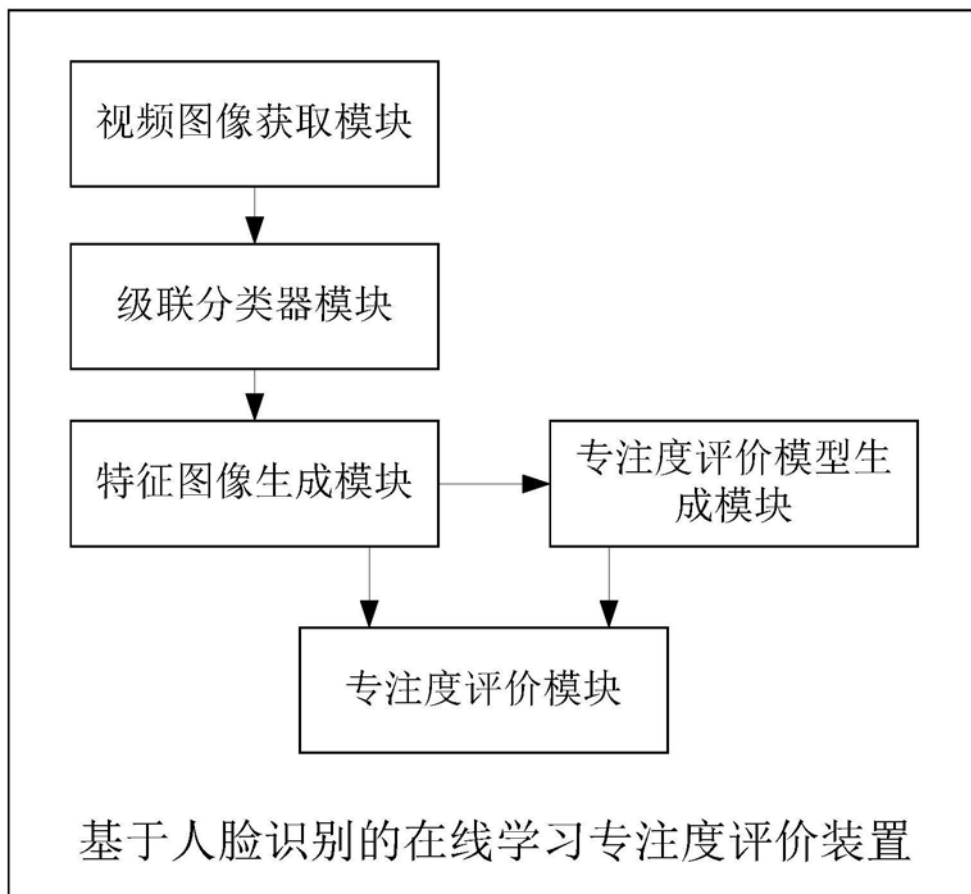 视频图像获取模块
级联分类器模块
特征图像生成模块
专注度评价模型生
成模块
专注度评价模块
基于人脸识别的在线学习专注度评价装置